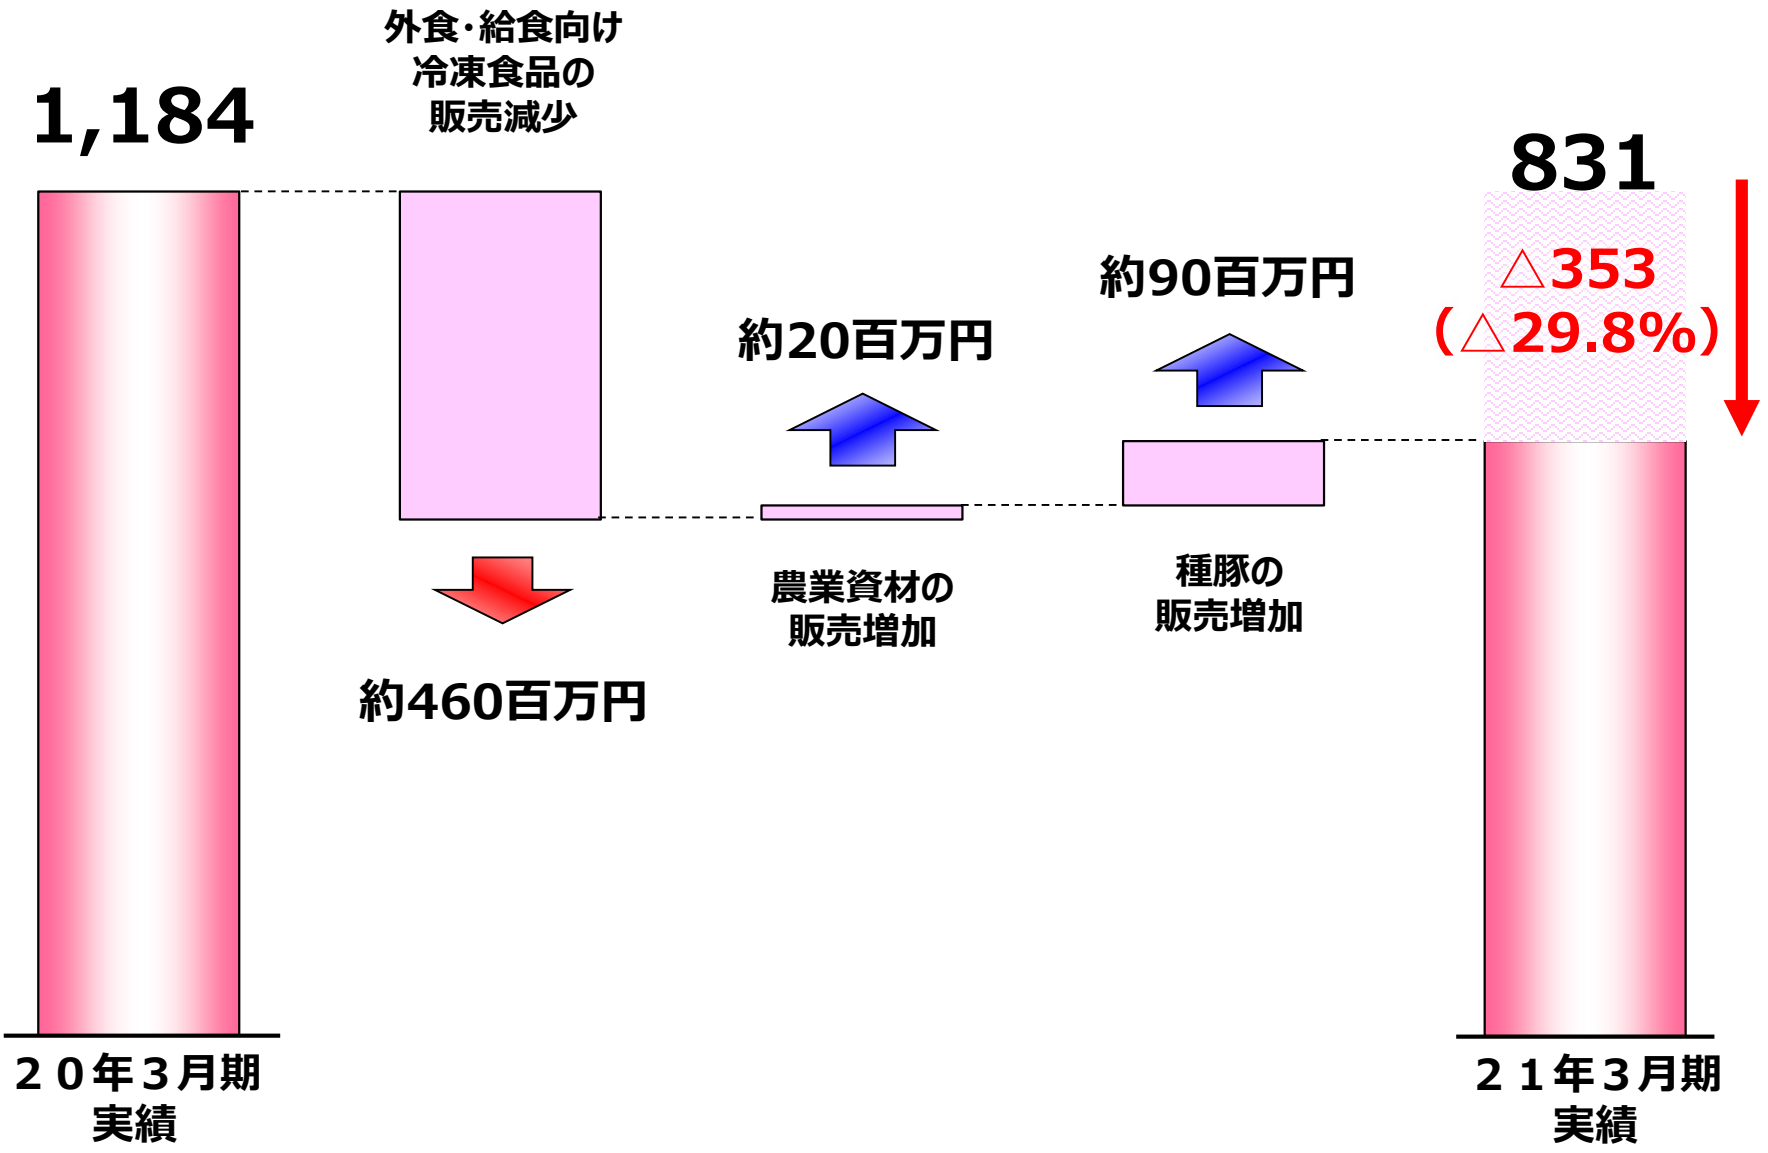 1,184
外食・給食向け
冷凍食品の
販売減少
約460百万円
約20百万円
農業資材の
販売増加
約90百万円
種豚の
販売増加
831
△353
(△29.8%)
２０年３月期
実績
２１年３月期
実績